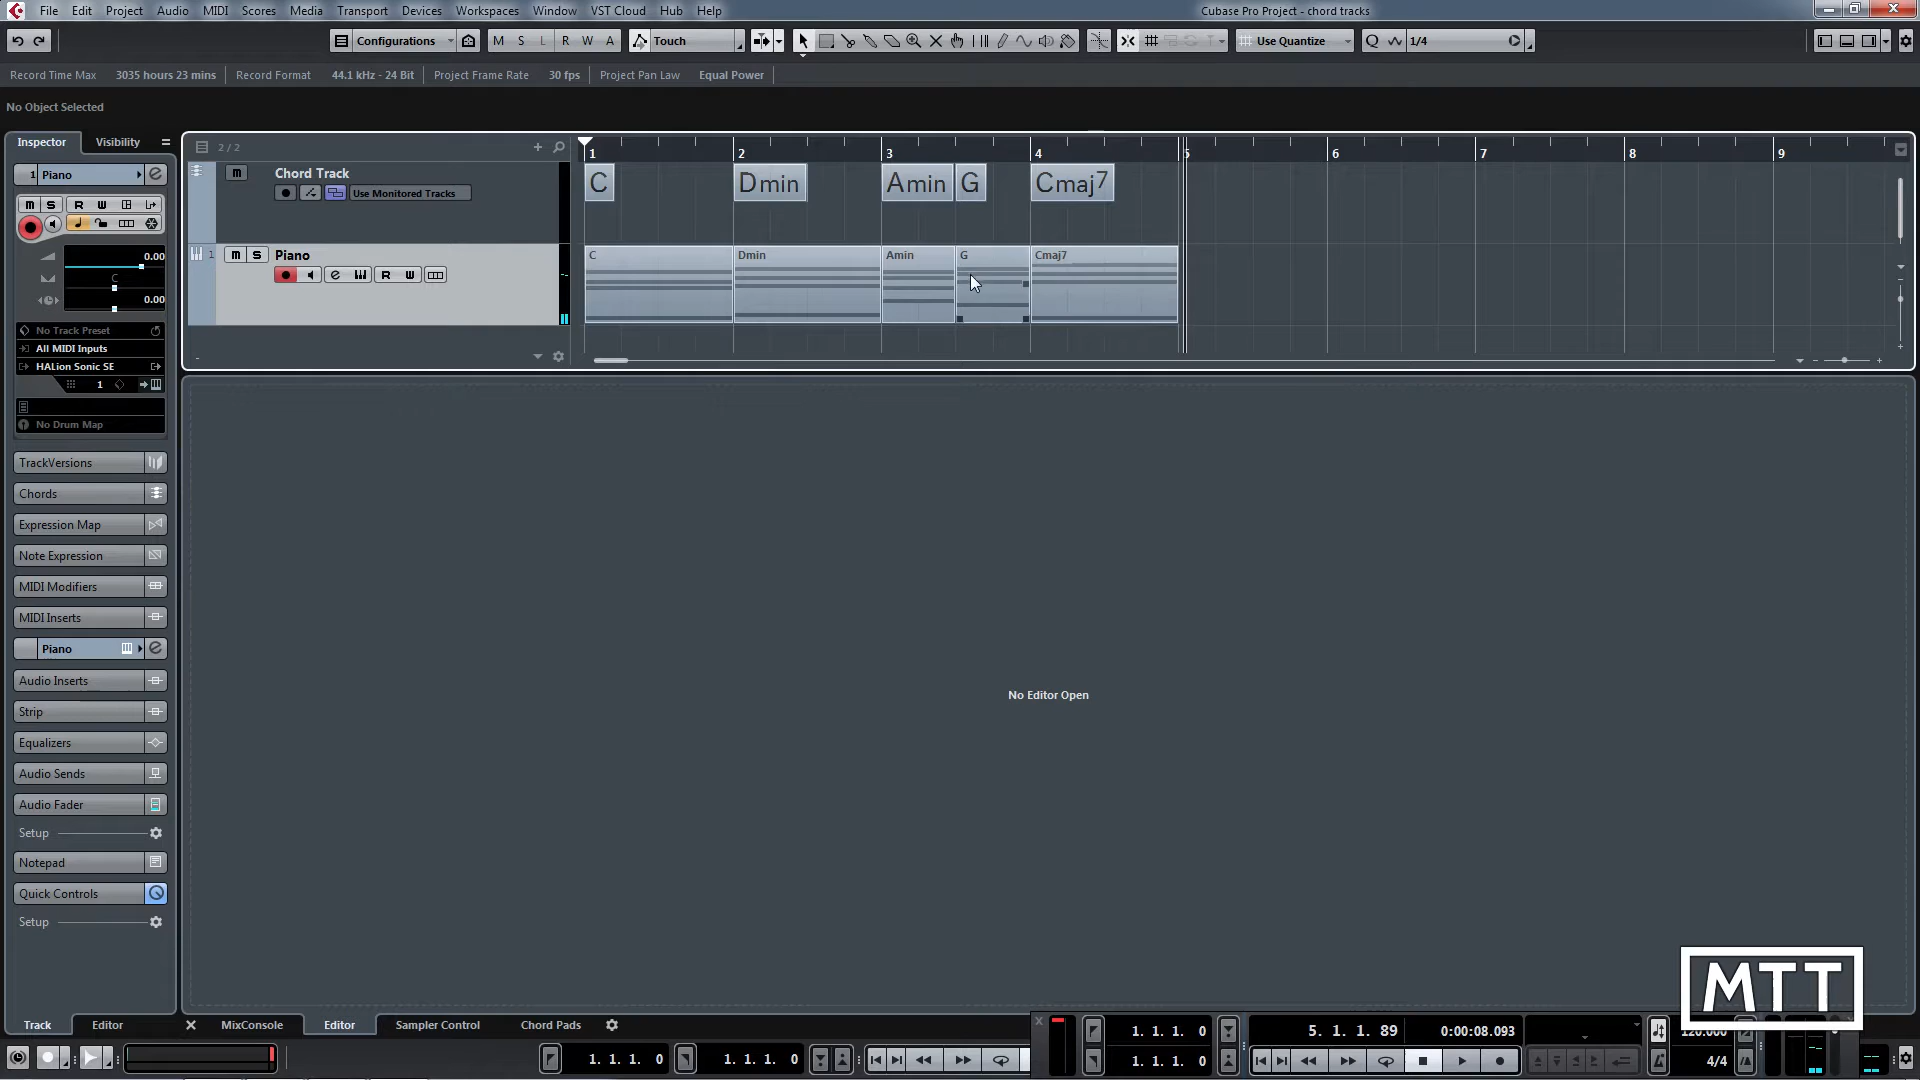 File Edit Project Audio MIDI Scores Media Transport Devices Workspaces Window VST Cloud Hub Help
Cubase Pro Project - chord tracks
Configurations M S L R W A Touch Use Quantize Q 1/4
Record Time Max 3035 hours 23 mins Record Format 44.1 kHz - 24 Bit Project Frame Rate 30 fps Project Pan Law Equal Power
No Object Selected
Inspector Visibility
2 / 2
1 2 3 4 5 6 7 8 9
1 Piano
m Chord Track
Use Monitored Tracks
C Dmin Amin G Cmaj7
m S R W
1 m S Piano
R W
C Dmin Amin G Cmaj7
0.00
C
0.00
No Track Preset
All MIDI Inputs
HALion Sonic SE
1
No Drum Map
TrackVersions
Chords
Expression Map
Note Expression
MIDI Modifiers
MIDI Inserts
Piano
Audio Inserts
Strip
Equalizers
Audio Sends
Audio Fader
Setup
Notepad
Quick Controls
Setup
No Editor Open
MTT
Track Editor MixConsole Editor Sampler Control Chord Pads
1. 1. 1. 0 5. 1. 1. 89 0:00:08.093 120.000
1. 1. 1. 0 1. 1. 1. 0 1. 1. 1. 0 4/4